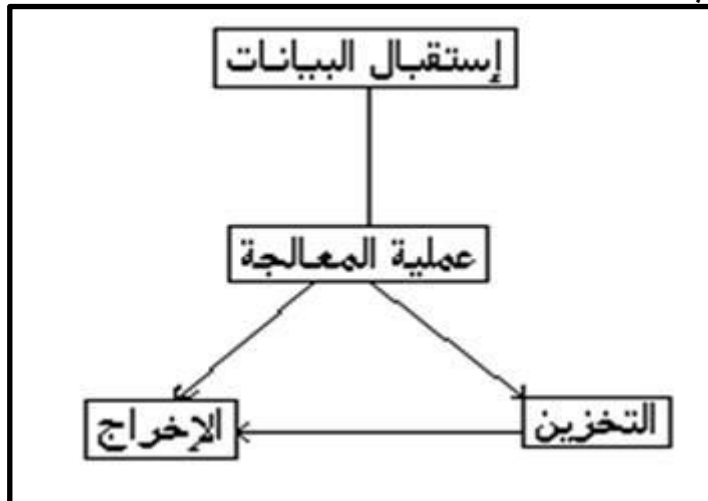 إستقبال البيانات
عملية المعالجة
التخزين
الإخراج